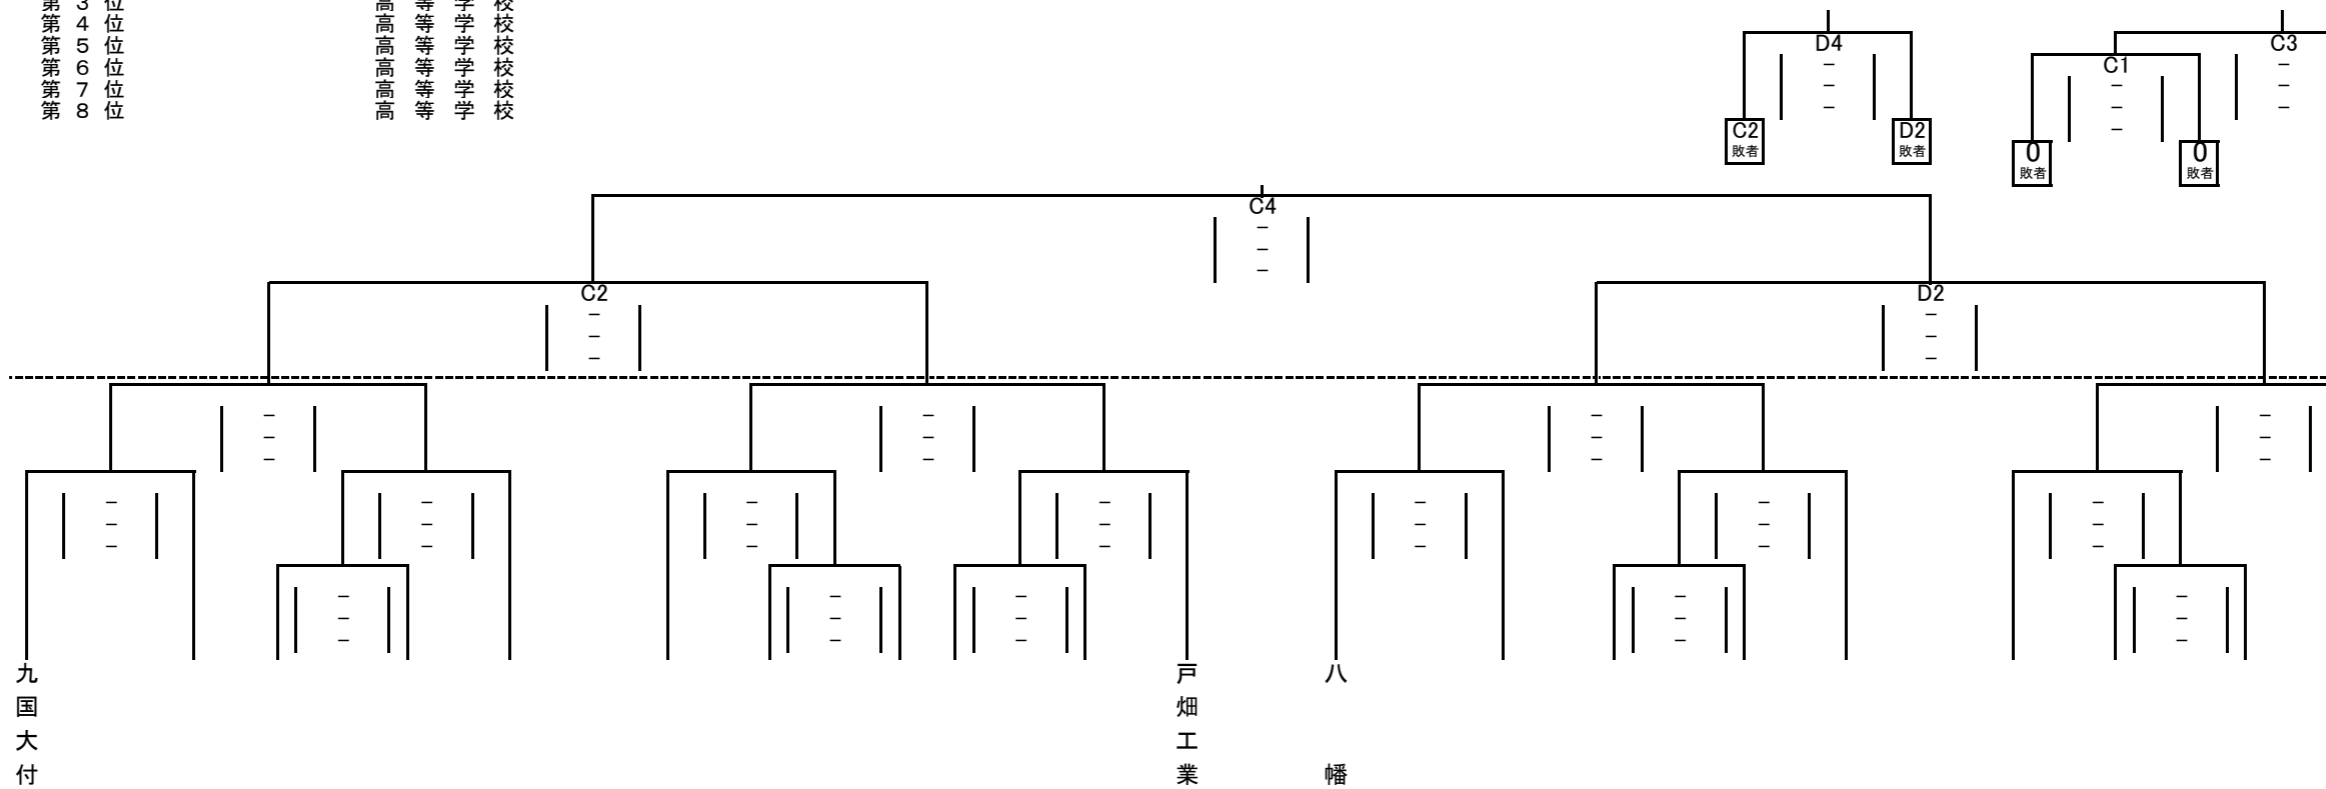 第 3 位 高 等 学 校
第 4 位 高 等 学 校
第 5 位 高 等 学 校
第 6 位 高 等 学 校
第 7 位 高 等 学 校
第 8 位 高 等 学 校
D4
－
－
－
C2
敗者
D2
敗者
C3
－
－
－
C1
－
－
－
0
敗者
0
敗者
C4
－
－
－
C2
－
－
－
D2
－
－
－
－ － － －
－ － － －
－ － － －
－ － － － － － －
－ － － － － － －
－ － － － － － －
－ － － － －
－ － － － －
－ － － － －
九国大付
戸畑工業
八幡